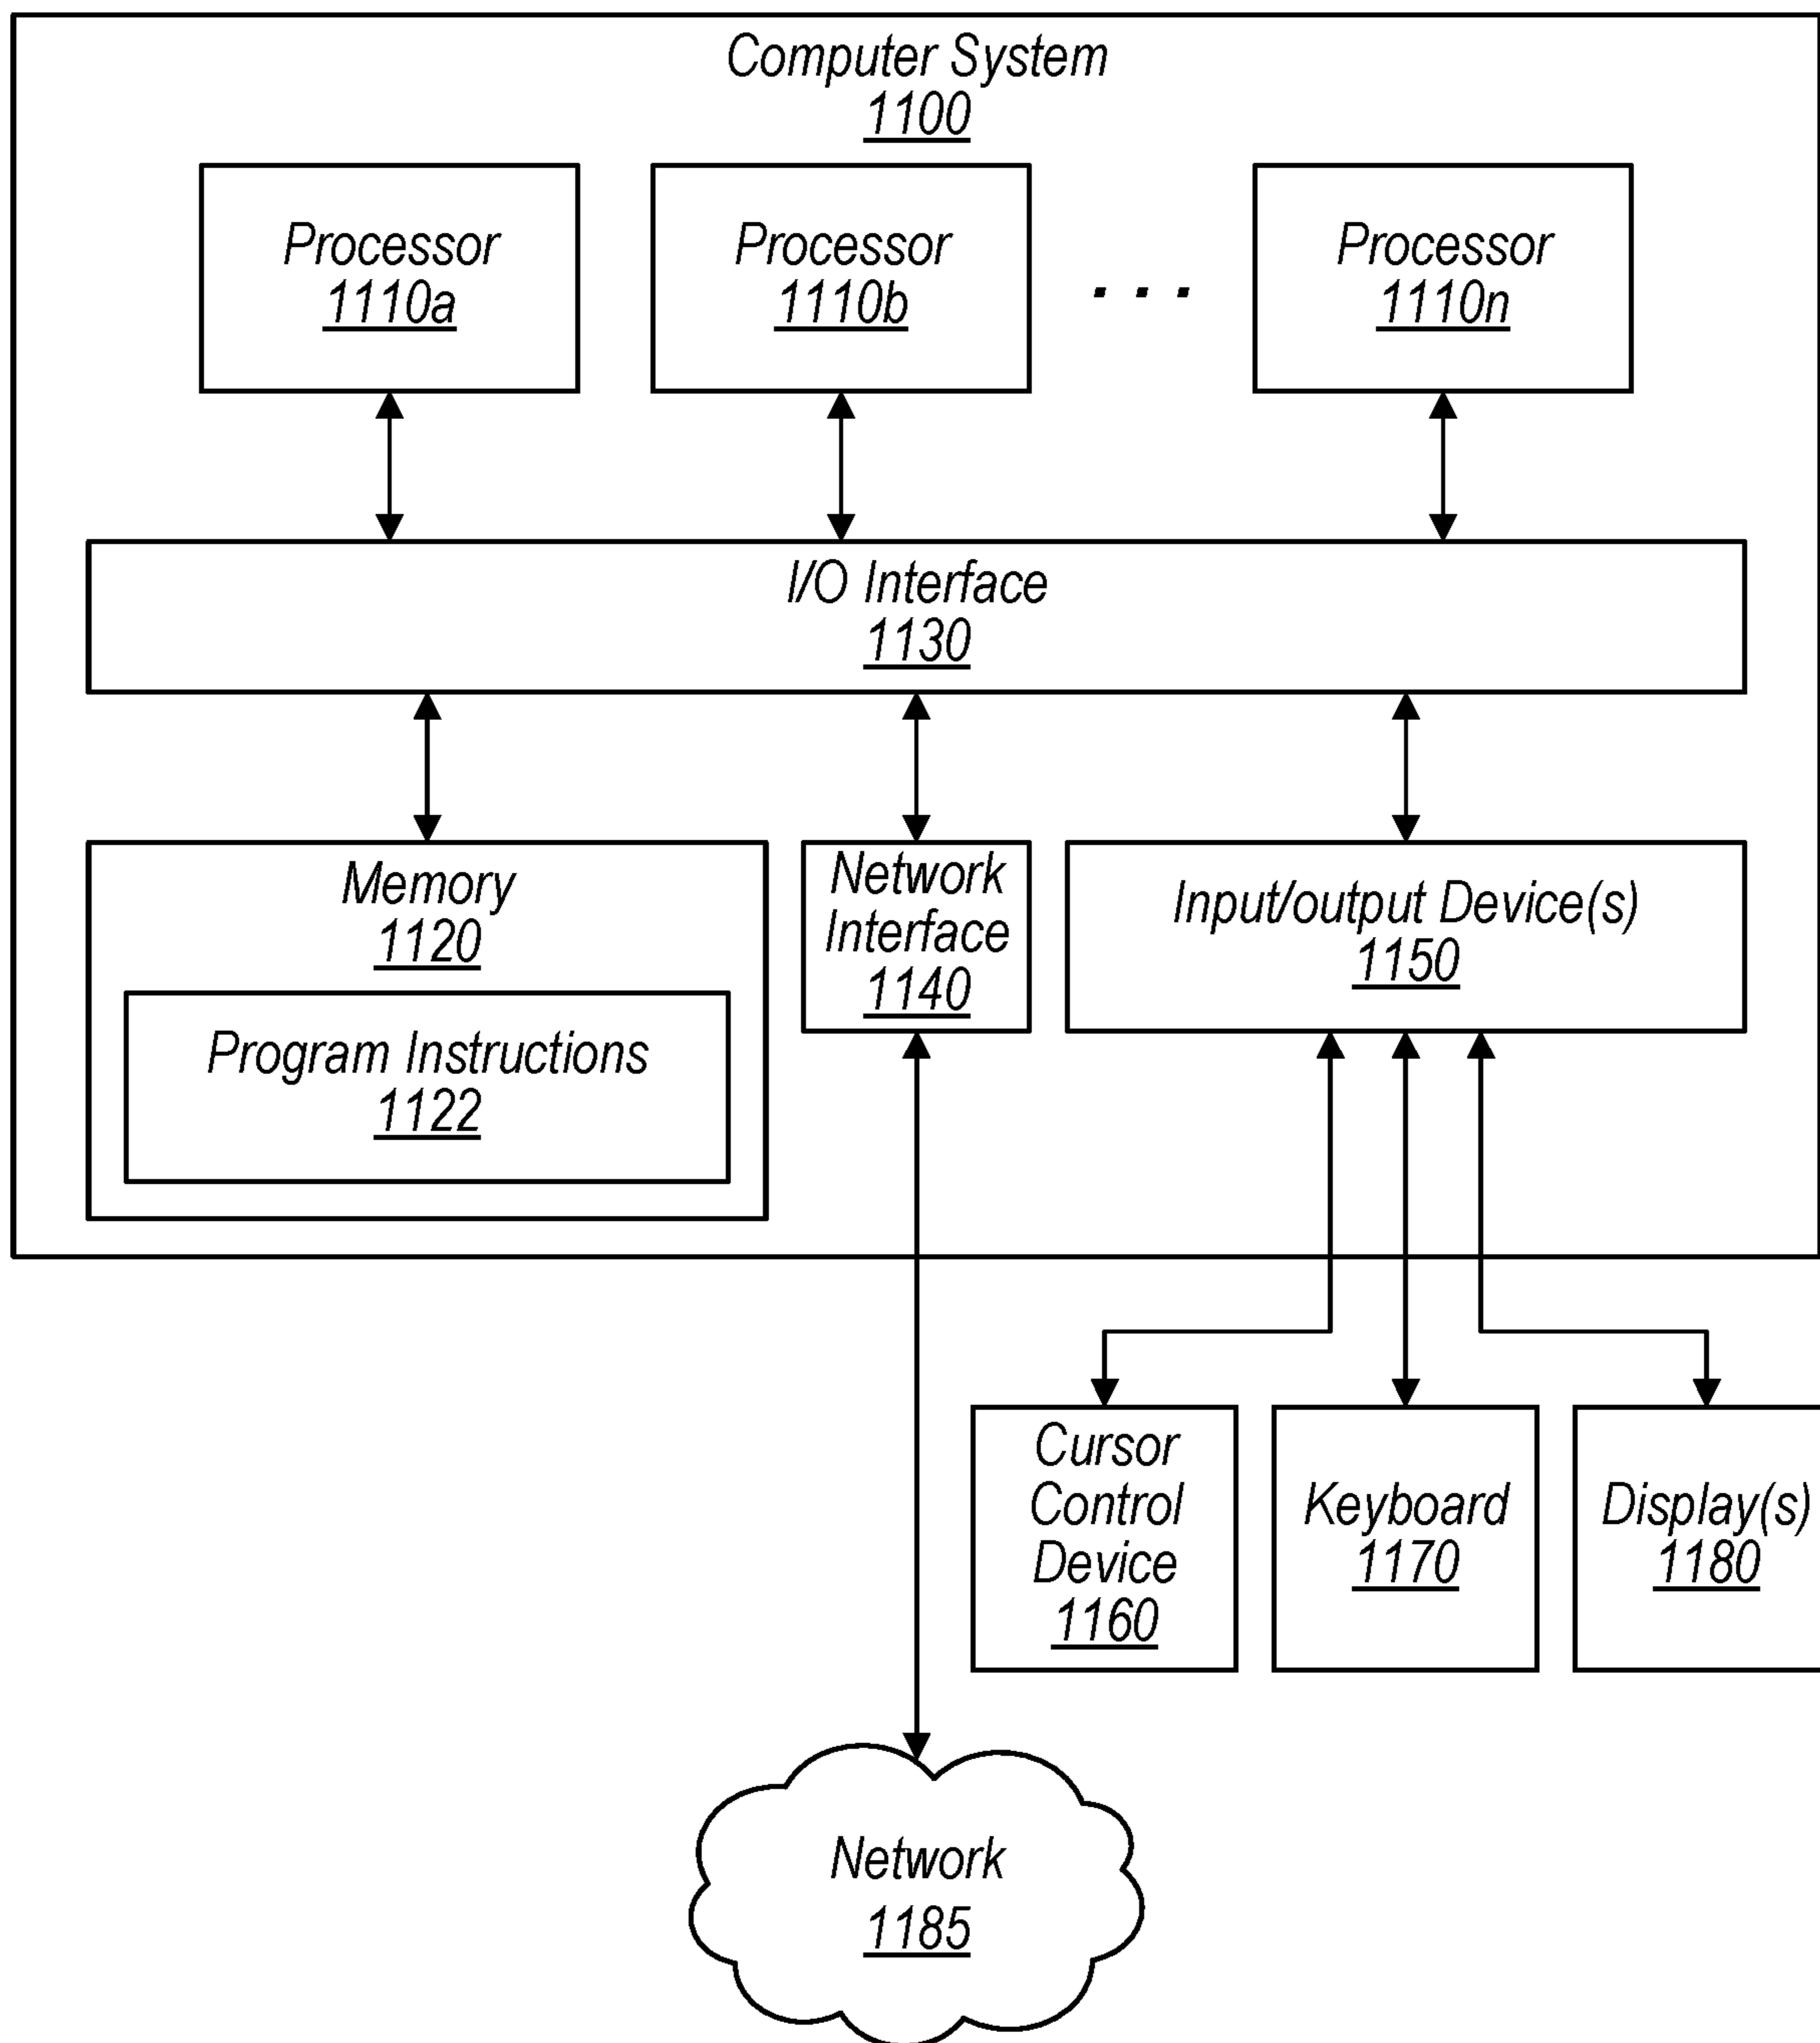 Computer System
1100
Processor
1110a
Processor
1110b
. . .
Processor
1110n
I/O Interface
1130
Memory
1120
Program Instructions
1122
Network
Interface
1140
Input/output Device(s)
1150
Cursor
Control
Device
1160
Keyboard
1170
Display(s)
1180
Network
1185